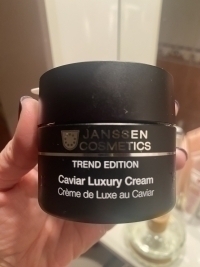 JANSSEN
COSMETICS
TREND EDITION
Caviar Luxury Cream
Crème de Luxe au Caviar